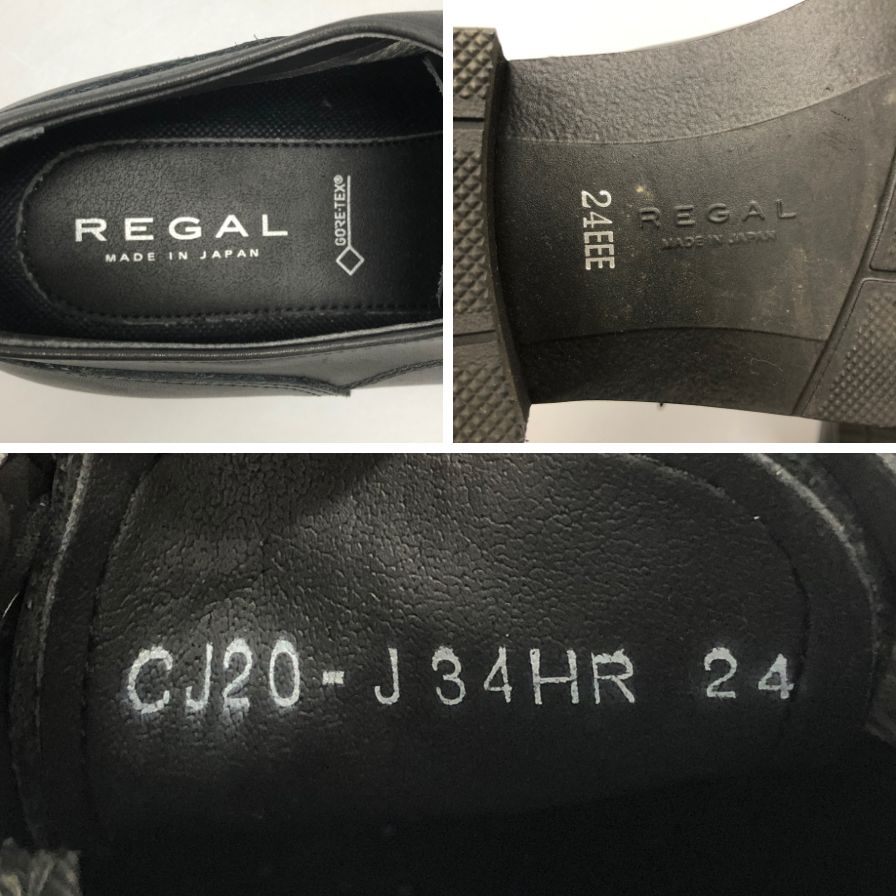 REGAL
MADE IN JAPAN
GORE-TEX®
24EEE
REGAL
MADE IN JAPAN
CJ20-J34HR 24